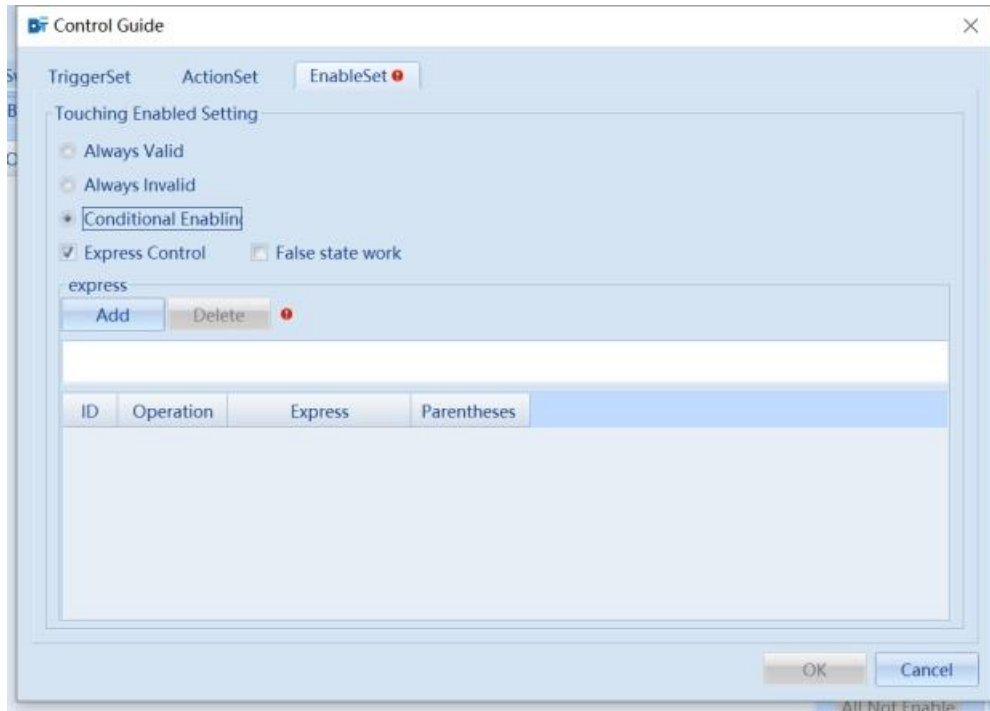 DT Control Guide
TriggerSet ActionSet EnableSet
Touching Enabled Setting
Always Valid
Always Invalid
Conditional Enablin
Express Control False state work
express
Add Delete
ID Operation Express Parentheses
OK Cancel
All Not Enable